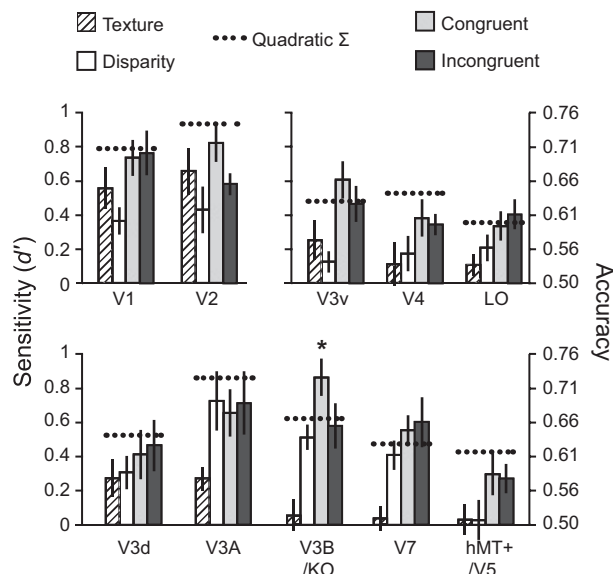 Texture
Disparity
Quadratic Σ
Congruent
Incongruent
Sensitivity (d′)
Accuracy
1
0.8
0.6
0.4
0.2
0
V1 V2
V3v V4 LO
0.76
0.71
0.66
0.61
0.56
0.50
1
0.8
0.6
0.4
0.2
0
*
V3d V3A V3B V7 hMT+
/KO /V5
0.76
0.71
0.66
0.61
0.56
0.50